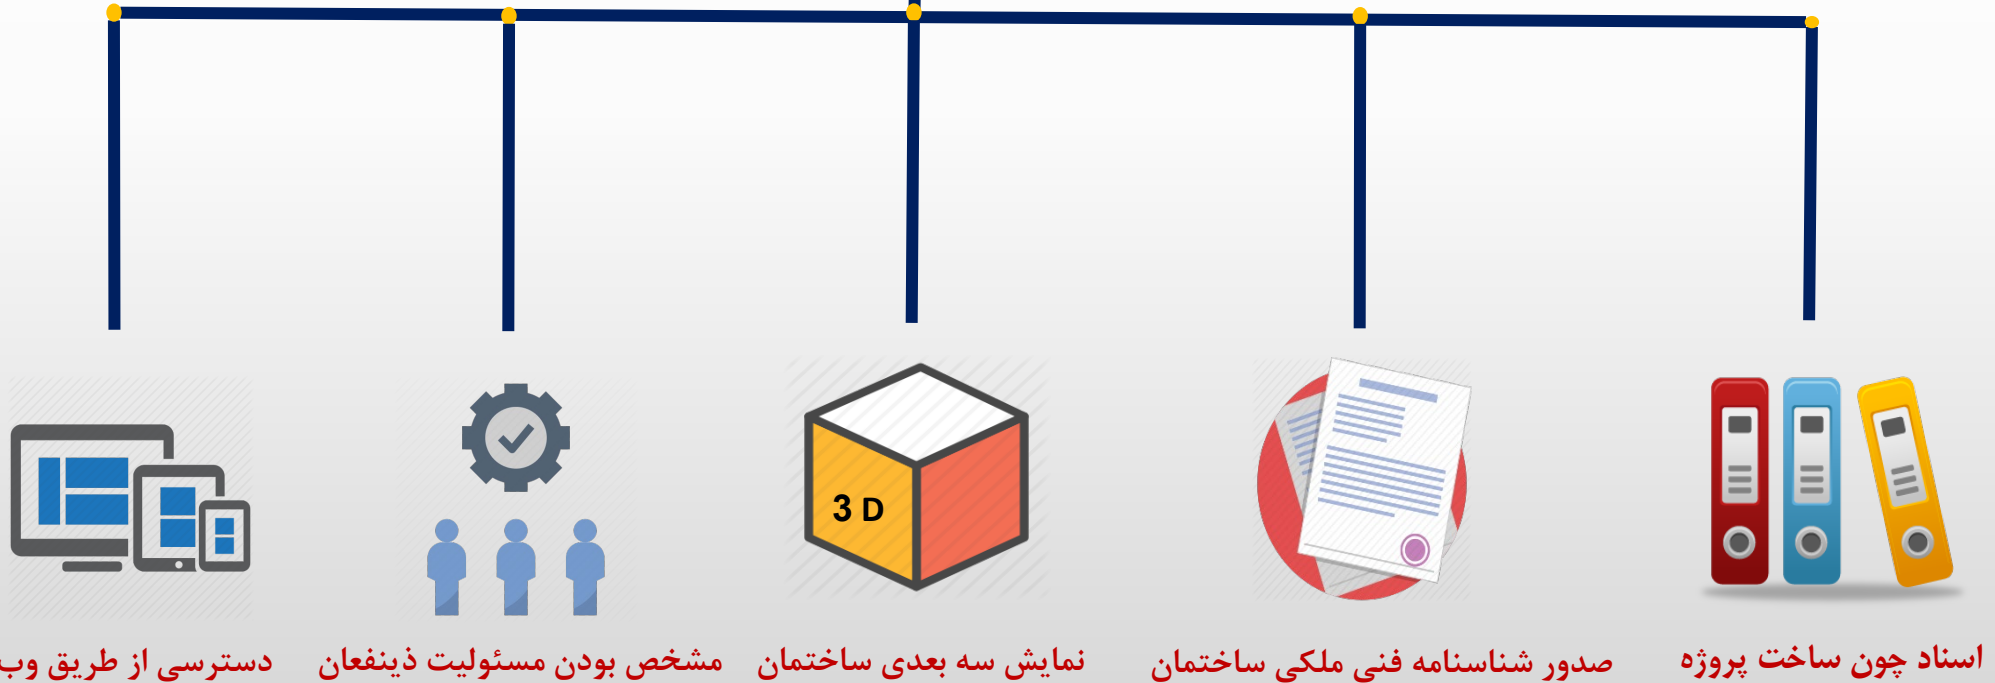 3 D
اسناد چون ساخت پروژه
صدور شناسنامه فنی ملکی ساختمان
نمایش سه بعدی ساختمان
مشخص بودن مسئولیت ذینفعان
دسترسی از طریق وب